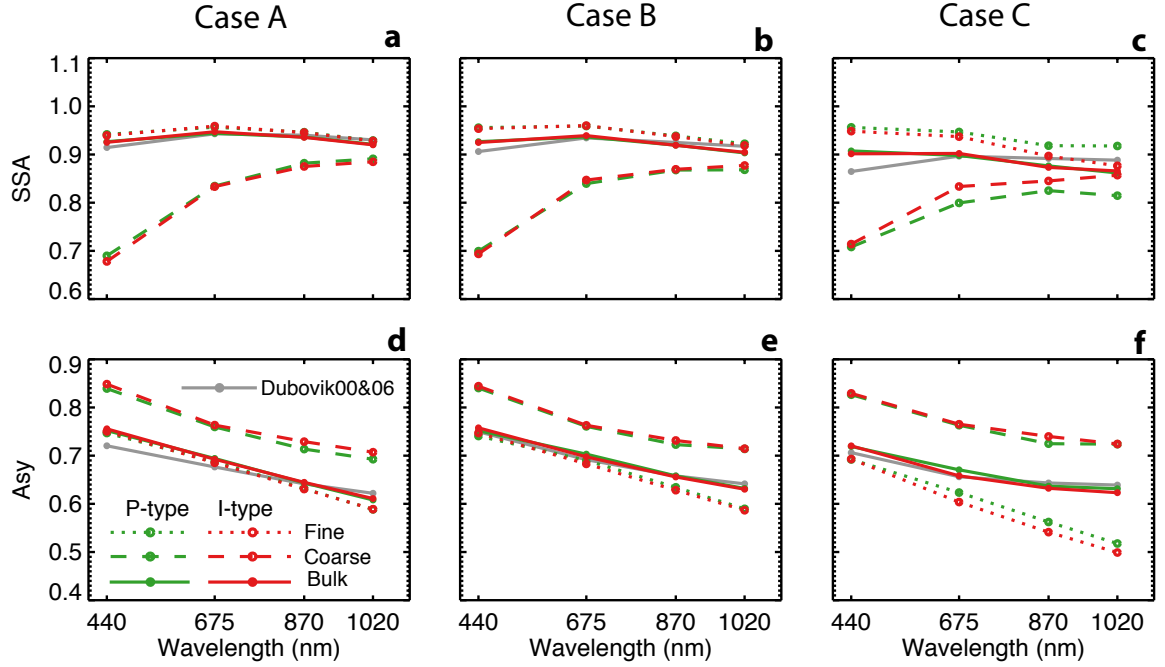 Case A
Case B
Case C
a
b
c
SSA
1.1
1.0
0.9
0.8
0.7
0.6
d
e
f
Asy
0.9
0.8
0.7
0.6
0.5
0.4
Dubovik00&06
P-type I-type
Fine
Coarse
Bulk
440 675 870 1020
440 675 870 1020
440 675 870 1020
Wavelength (nm)
Wavelength (nm)
Wavelength (nm)